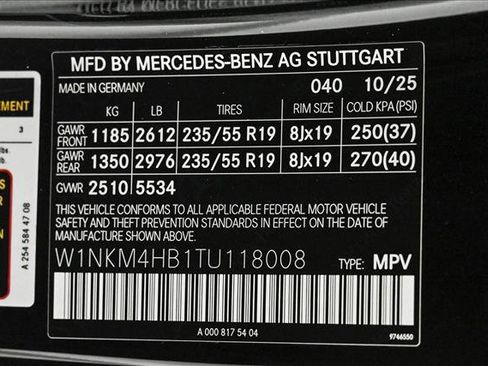 MFD BY MERCEDES-BENZ AG STUTTGART
MADE IN GERMANY 040 10/25
KG LB TIRES RIM SIZE COLD KPA (PSI)
GAWR FRONT 1185 2612 235/55 R19 8Jx19 250(37)
GAWR REAR 1350 2976 235/55 R19 8Jx19 270(40)
GVWR 2510 5534
THIS VEHICLE CONFORMS TO ALL APPLICABLE FEDERAL MOTOR VEHICLE
SAFETY AND THEFT PREVENTION STANDARDS IN EFFECT ON THE DATE
OF MANUFACTURE SHOWN ABOVE.
W1NKM4HB1TU118008 TYPE: MPV
A 000 817 54 04 9746550
EMENT
3
lbs.
A 254 584 47 08